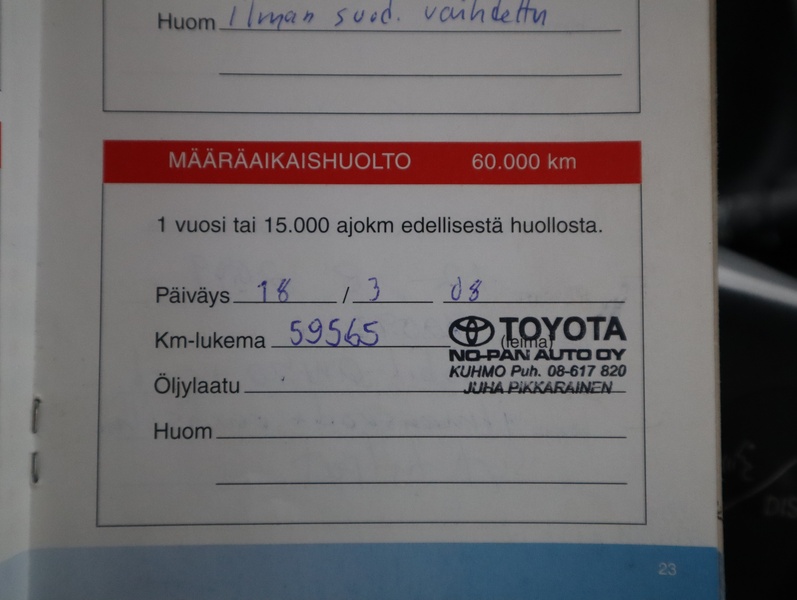 Huom Ilman suod. vaihdettu
MÄÄRÄAIKAISHUOLTO 60.000 km
1 vuosi tai 15.000 ajokm edellisestä huollosta.
Päiväys 18 / 3 08
Km-lukema 59565
(leima)
TOYOTA
NO-PAN AUTO OY
KUHMO Puh. 08-617 820
JUHA PIKKARAINEN
Öljylaatu
Huom
23